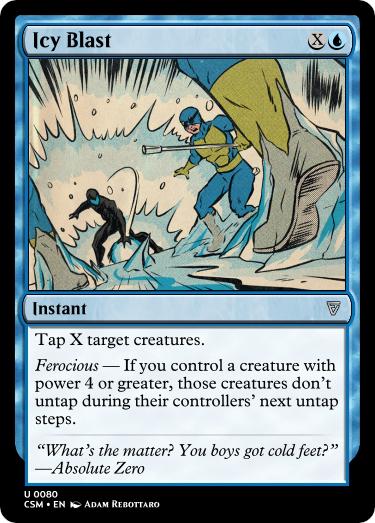 Icy Blast X
Instant
Tap X target creatures.
Ferocious — If you control a creature with
power 4 or greater, those creatures don't
untap during their controllers' next untap
steps.
"What's the matter? You boys got cold feet?"
—Absolute Zero
U 0080
CSM • EN Adam Rebottaro